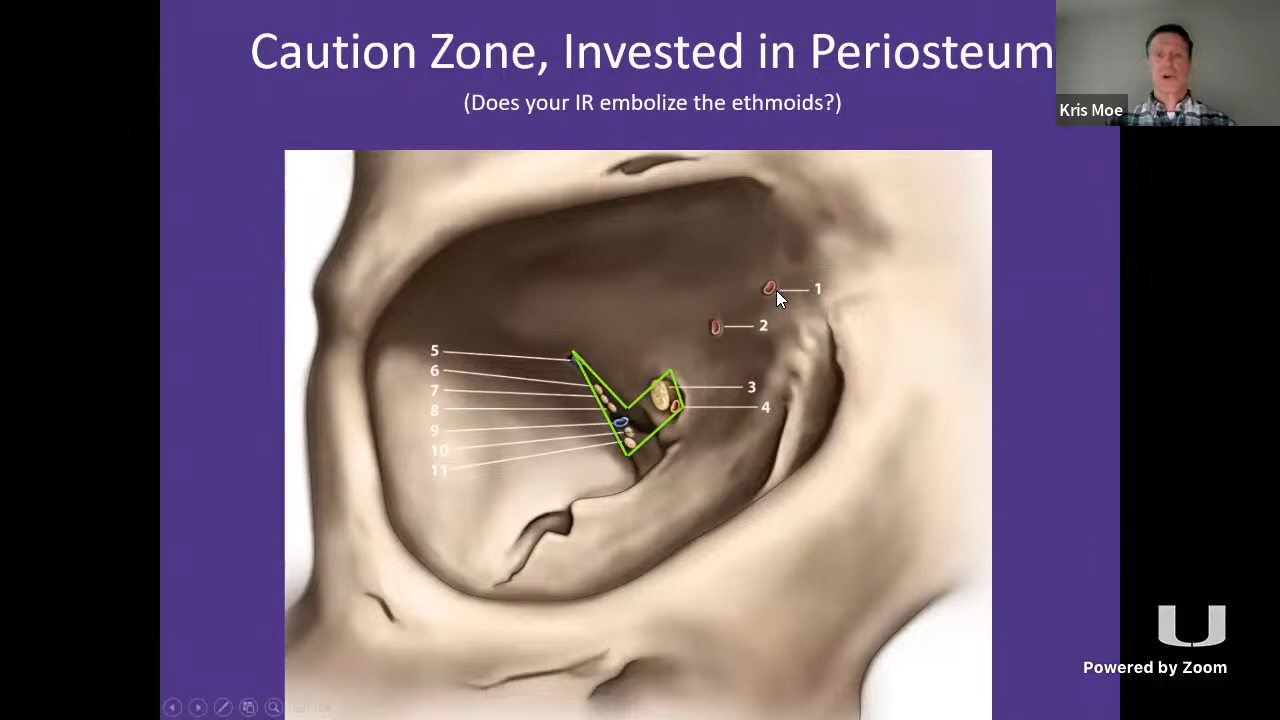 Caution Zone, Invested in Periosteum
(Does your IR embolize the ethmoids?)
Kris Moe
1
2
5
6
7
8
9
10
11
3
4
U
Powered by Zoom